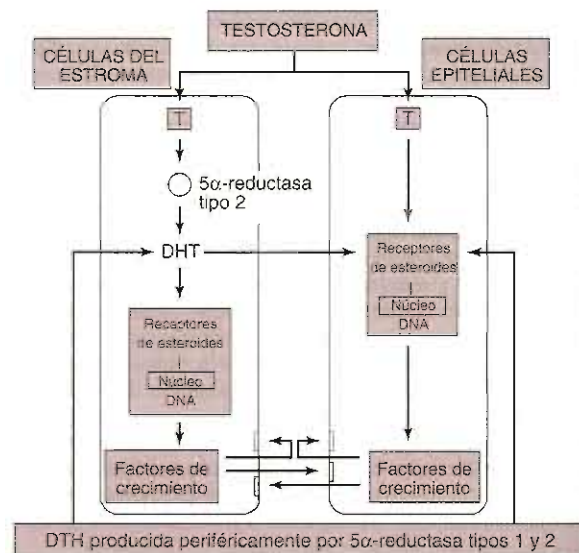 TESTOSTERONA
CÉLULAS DEL
ESTROMA
CÉLULAS
EPITELIALES
T
T
5α-reductasa
tipo 2
DHT
Receptores
de esteroides
Núcleo
DNA
Receptores
de esteroides
Núcleo
DNA
Factores de
crecimiento
Factores de
crecimiento
DTH producida periféricamente por 5α-reductasa tipos 1 y 2